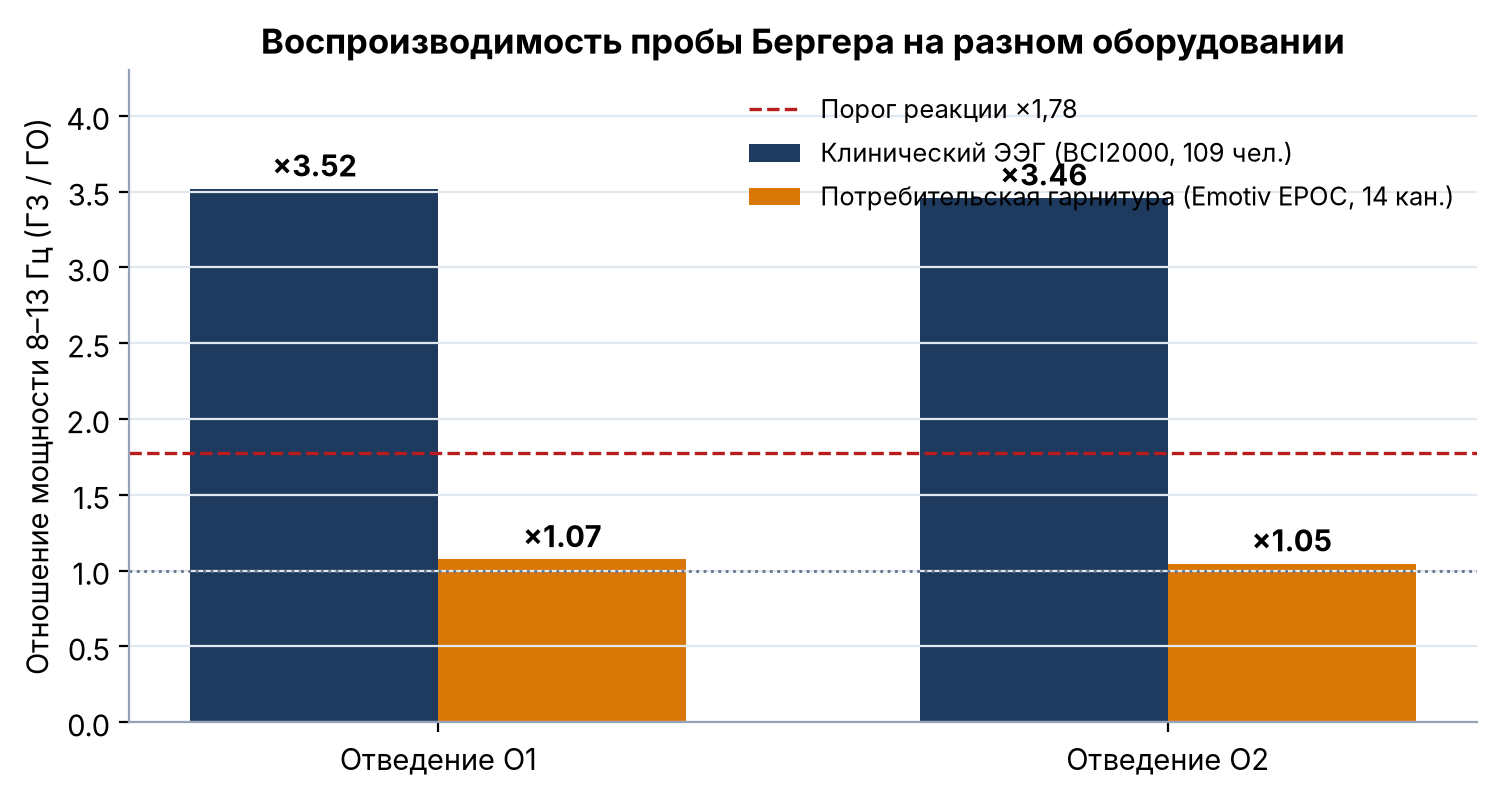 Воспроизводимость пробы Бергера на разном оборудовании
Отношение мощности 8–13 Гц (ГЗ / ГО)
4.0
3.5
3.0
2.5
2.0
1.5
1.0
0.5
0.0
Порог реакции ×1,78
Клинический ЭЭГ (BCI2000, 109 чел.)
Потребительская гарнитура (Emotiv EPOC, 14 кан.)
×3.52
×1.07
×3.46
×1.05
Отведение O1
Отведение O2